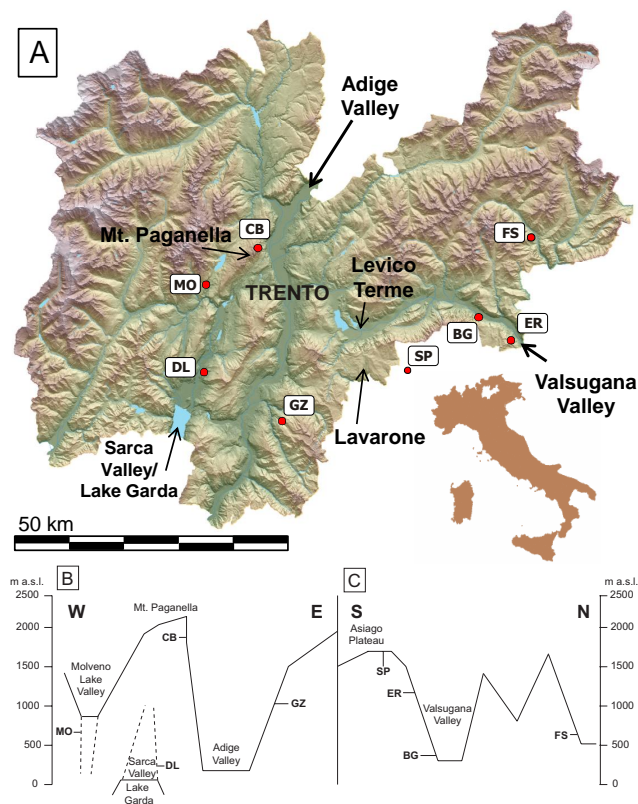 A
Adige
Valley
CB
Mt. Paganella
FS
MO
TRENTO
Levico
Terme
BG
ER
SP
DL
Valsugana
Valley
GZ
Lavarone
Sarca
Valley/
Lake Garda
50 km
m a.s.l.
B
C
m a.s.l.
2500
W
Mt. Paganella
E
S
N
2500
2000
CB
Asiago
Plateau
2000
1500
Molveno
Lake
Valley
SP
1500
ER
1000
GZ
Valsugana
Valley
1000
MO
FS
500
Sarca
Valley
DL
Adige
Valley
BG
500
0
Lake
Garda
0